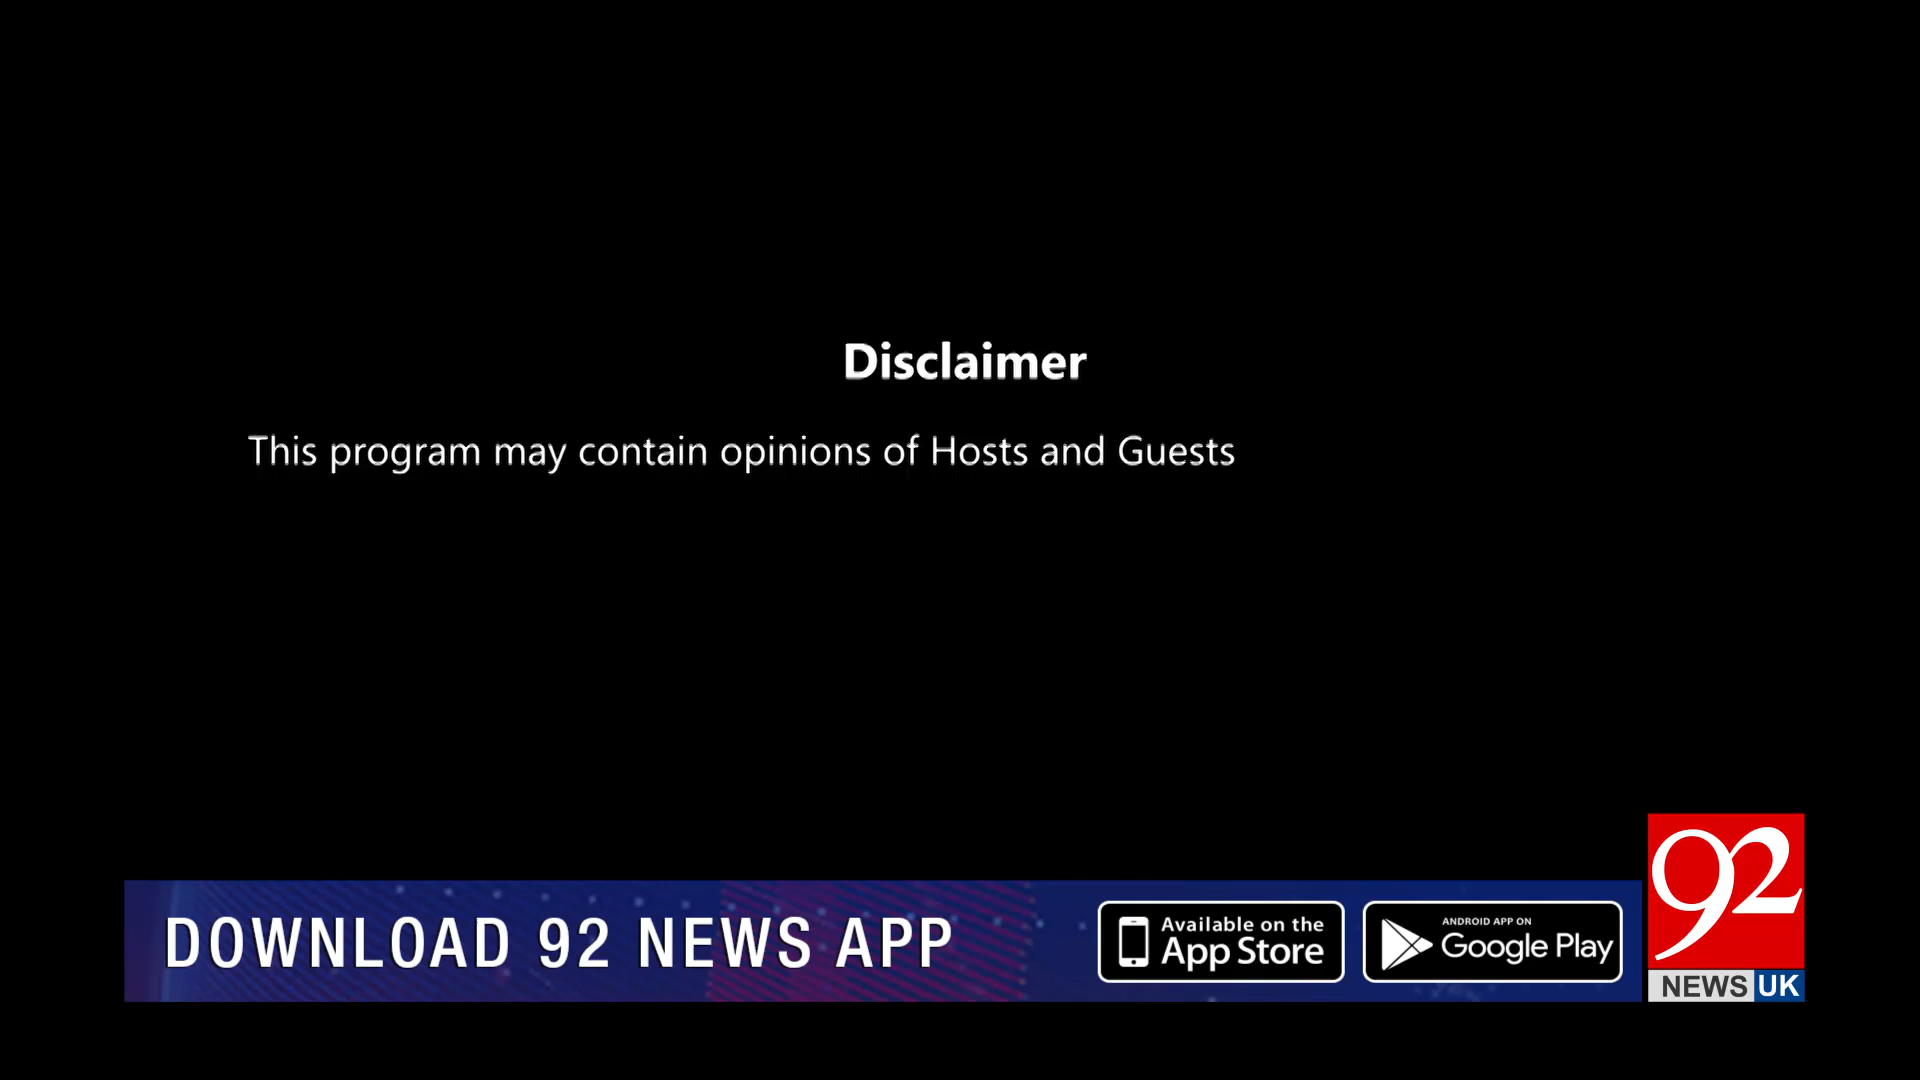 Disclaimer
This program may contain opinions of Hosts and Guests
DOWNLOAD 92 NEWS APP
Available on the
App Store
ANDROID APP ON
Google Play
92
NEWS UK